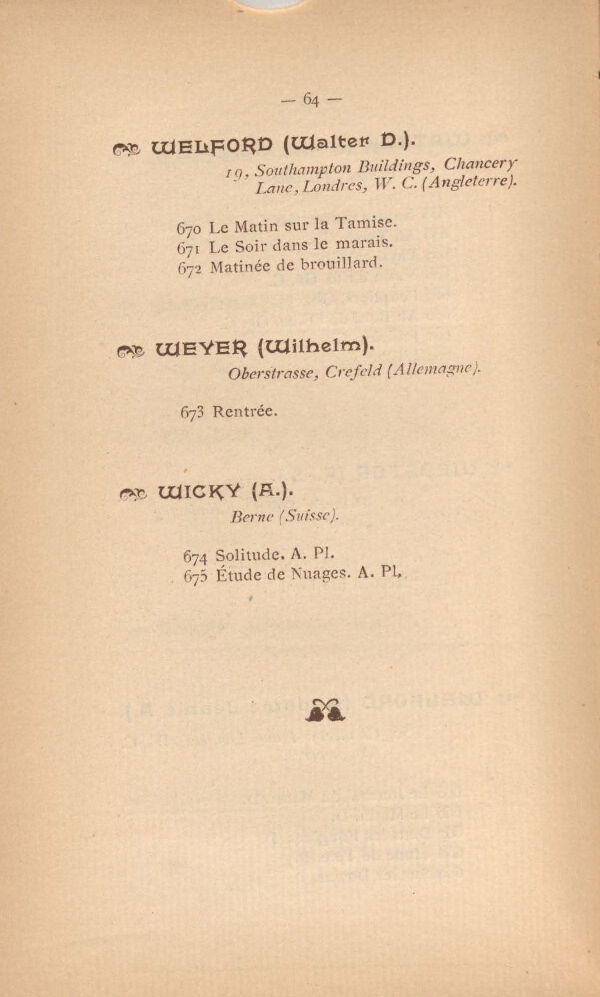 — 64 —
WELFORD (Walter D.).
19, Southampton Buildings, Chancery
Lane, Londres, W. C. (Angleterre).
670 Le Matin sur la Tamise.
671 Le Soir dans le marais.
672 Matinée de brouillard.
WEYER (Wilhelm).
Oberstrasse, Crefeld (Allemagne).
673 Rentrée.
WICKY (A.).
Berne (Suisse).
674 Solitude. A. Pl.
675 Étude de Nuages. A. Pl.